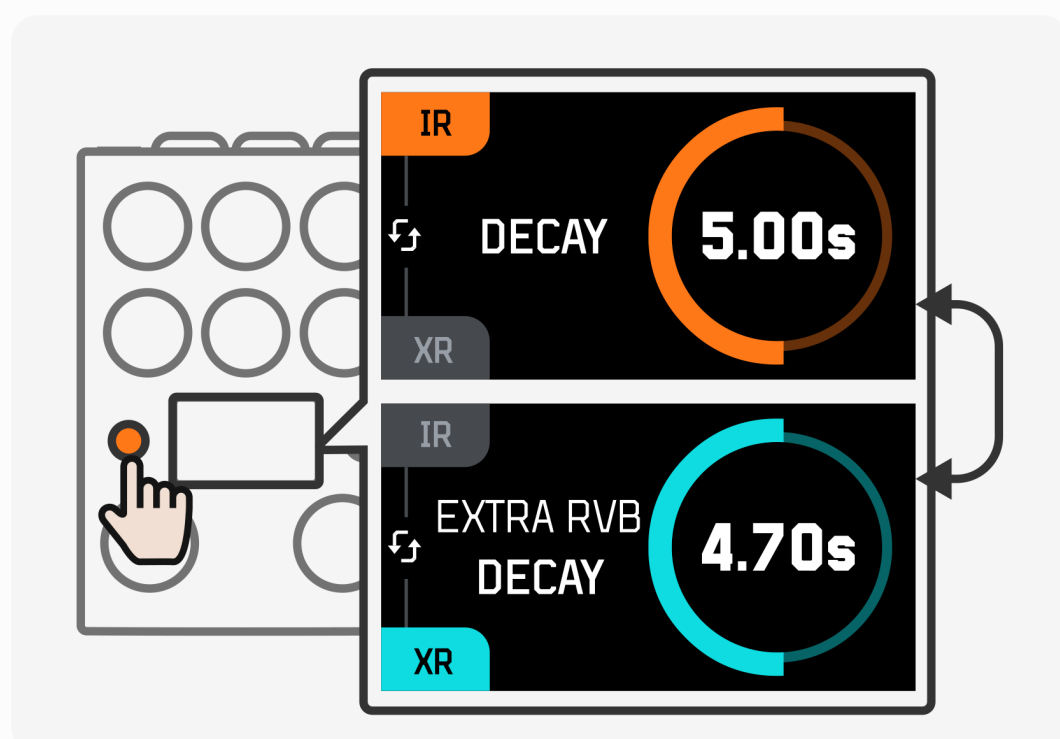 IR
DECAY
5.00s
XR
IR
EXTRA RVB
DECAY
4.70s
XR